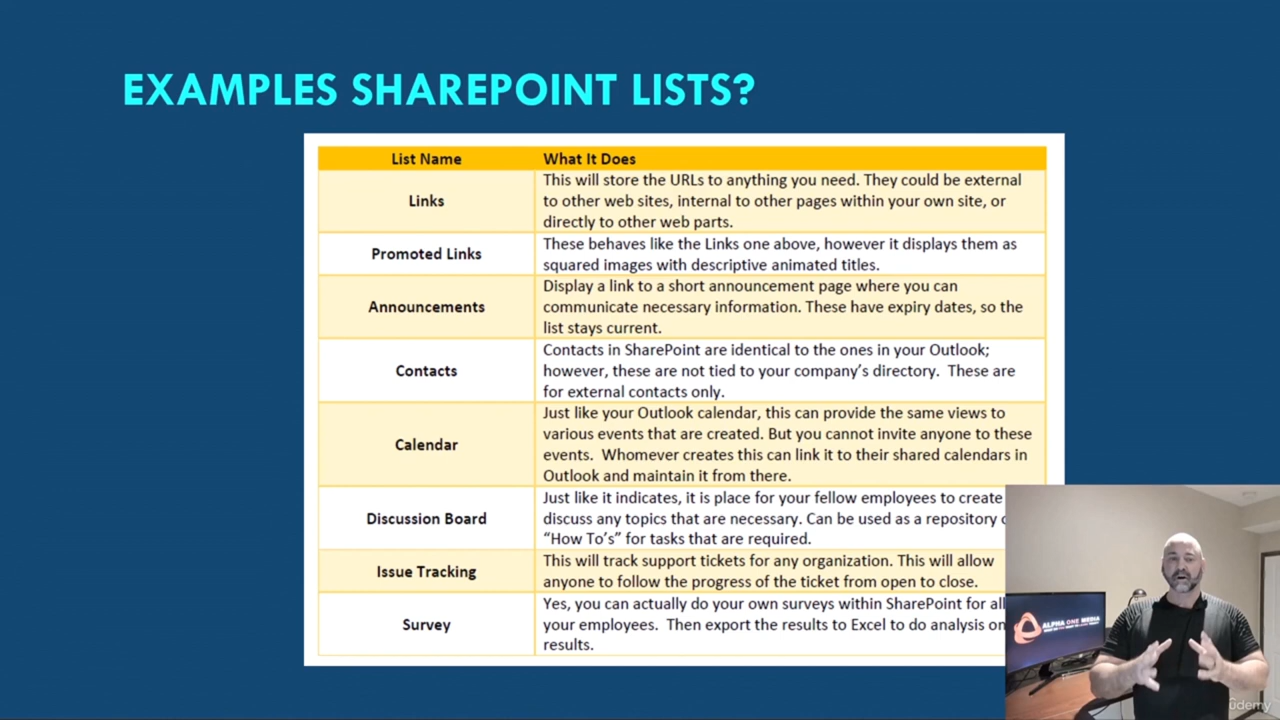 EXAMPLES SHAREPOINT LISTS?
List Name
What It Does
Links
This will store the URLs to anything you need. They could be external
to other web sites, internal to other pages within your own site, or
directly to other web parts.
Promoted Links
These behaves like the Links one above, however it displays them as
squared images with descriptive animated titles.
Announcements
Display a link to a short announcement page where you can
communicate necessary information. These have expiry dates, so the
list stays current.
Contacts
Contacts in SharePoint are identical to the ones in your Outlook;
however, these are not tied to your company's directory. These are
for external contacts only.
Calendar
Just like your Outlook calendar, this can provide the same views to
various events that are created. But you cannot invite anyone to these
events. Whomever creates this can link it to their shared calendars in
Outlook and maintain it from there.
Discussion Board
Just like it indicates, it is place for your fellow employees to create
discuss any topics that are necessary. Can be used as a repository
"How To's" for tasks that are required.
Issue Tracking
This will track support tickets for any organization. This will allow
anyone to follow the progress of the ticket from open to close.
Survey
Yes, you can actually do your own surveys within SharePoint for all
your employees. Then export the results to Excel to do analysis on
results.
ALPHA ONE MEDIA
udemy